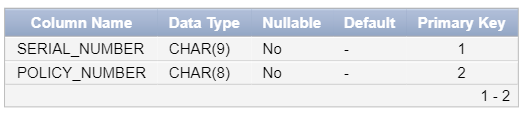 Column Name Data Type Nullable Default Primary Key
SERIAL_NUMBER CHAR(9) No - 1
POLICY_NUMBER CHAR(8) No - 2
1 - 2